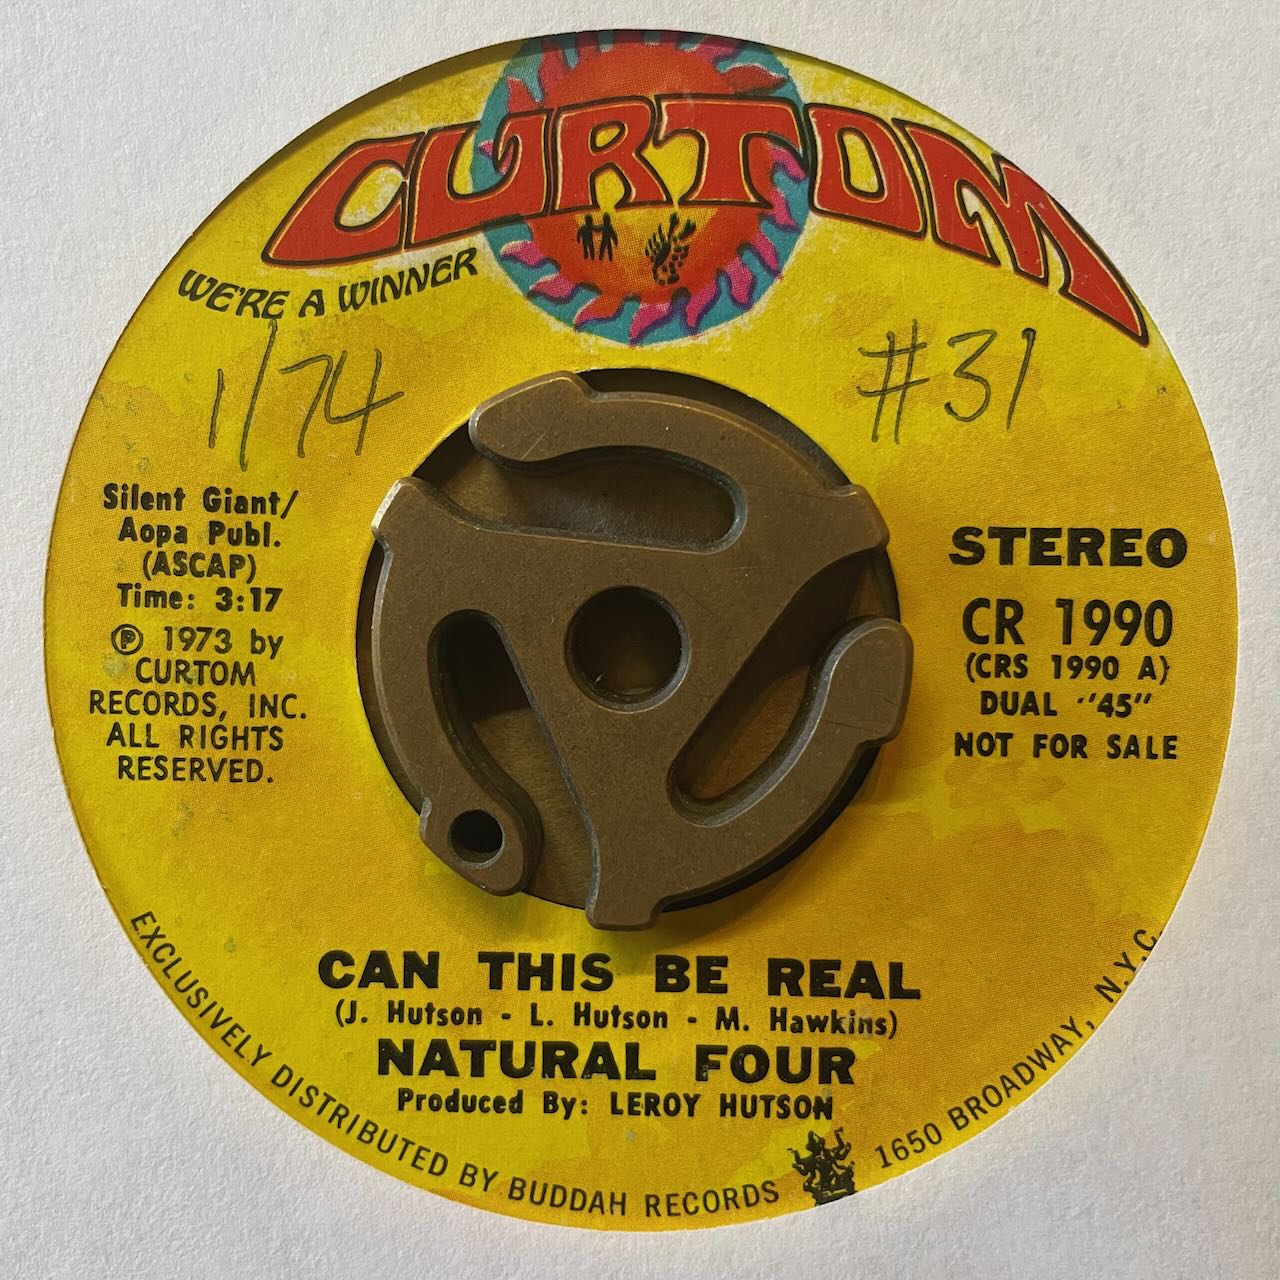 CURTOM
WE'RE A WINNER
1/74
#31
Silent Giant/
Aopa Publ.
(ASCAP)
Time: 3:17
℗ 1973 by
CURTOM
RECORDS, INC.
ALL RIGHTS
RESERVED.
STEREO
CR 1990
(CRS 1990 A)
DUAL "45"
NOT FOR SALE
CAN THIS BE REAL
(J. Hutson - L. Hutson - M. Hawkins)
NATURAL FOUR
Produced By: LEROY HUTSON
EXCLUSIVELY DISTRIBUTED BY BUDDAH RECORDS 1650 BROADWAY, N.Y.C.